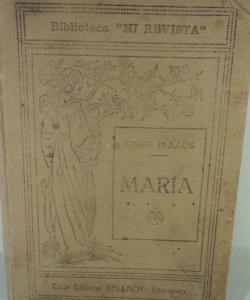 Biblioteca "MI REVISTA"
JORGE ISAACS
MARÍA
Casa Editorial GALLACH - Barcelona